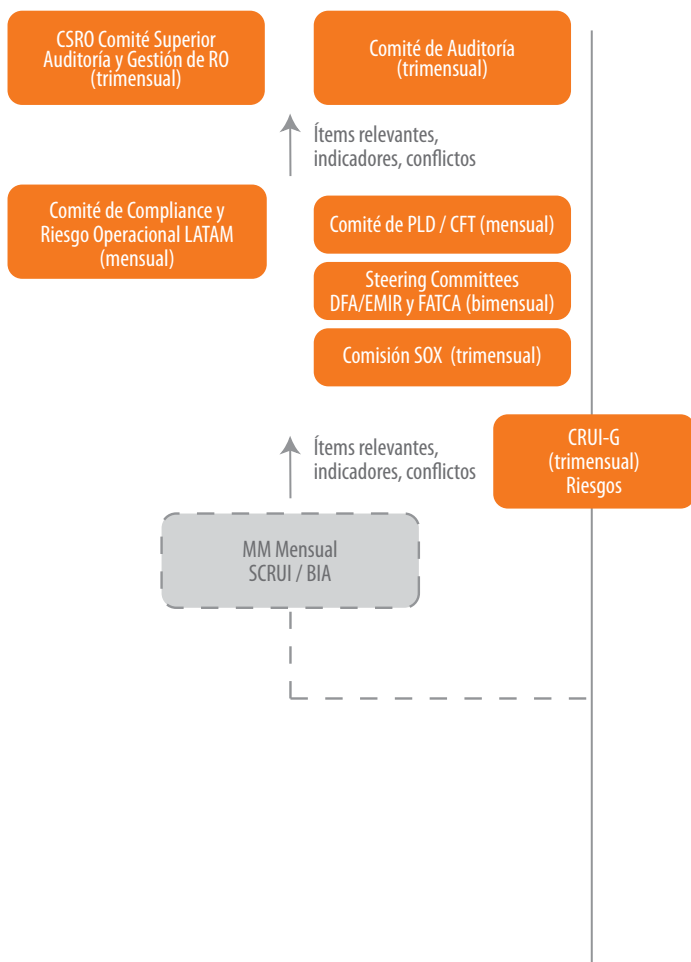 CSRO Comité Superior
Auditoría y Gestión de RO
(trimensual)
Comité de Auditoría
(trimensual)
Ítems relevantes,
indicadores, conflictos
Comité de Compliance y
Riesgo Operacional LATAM
(mensual)
Comité de PLD / CFT (mensual)
Steering Committees
DFA/EMIR y FATCA (bimensual)
Comisión SOX (trimensual)
Ítems relevantes,
indicadores, conflictos
CRUI-G
(trimensual)
Riesgos
MM Mensual
SCRUI / BIA